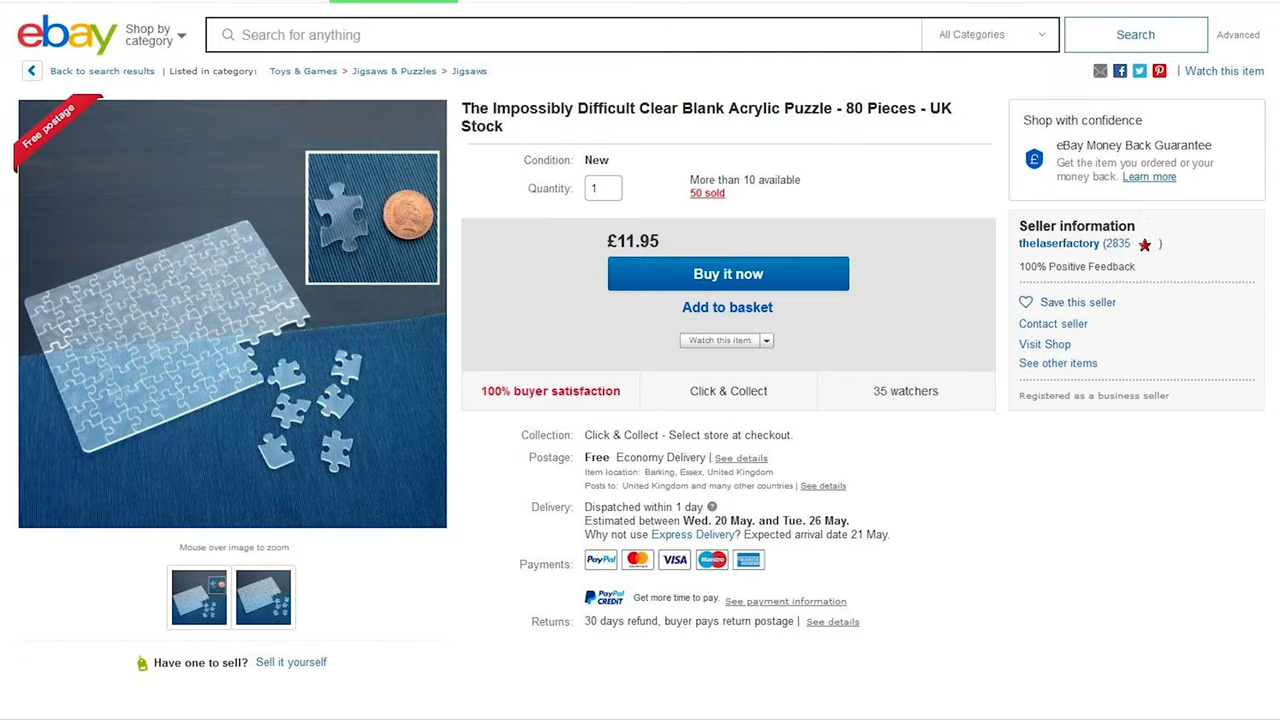 ebay
Shop by
category
Search for anything
All Categories
Search
Advanced
Back to search results | Listed in category: Toys & Games > Jigsaws & Puzzles > Jigsaws
| Watch this item
Free postage
The Impossibly Difficult Clear Blank Acrylic Puzzle - 80 Pieces - UK
Stock
Condition: New
Quantity: 1
More than 10 available
50 sold
£11.95
Buy it now
Add to basket
Watch this item
100% buyer satisfaction
Click & Collect
35 watchers
Collection: Click & Collect - Select store at checkout.
Postage: Free Economy Delivery | See details
Item location: Barking, Essex, United Kingdom
Posts to: United Kingdom and many other countries | See details
Delivery: Dispatched within 1 day ?
Estimated between Wed. 20 May. and Tue. 26 May.
Why not use Express Delivery? Expected arrival date 21 May.
Payments: PayPal VISA Maestro
PayPal CREDIT Get more time to pay. See payment information
Returns: 30 days refund, buyer pays return postage | See details
Shop with confidence
£
eBay Money Back Guarantee
Get the item you ordered or your
money back. Learn more
Seller information
thelaserfactory (2835 )
100% Positive Feedback
Save this seller
Contact seller
Visit Shop
See other items
Registered as a business seller
Mouse over image to zoom
Have one to sell? Sell it yourself